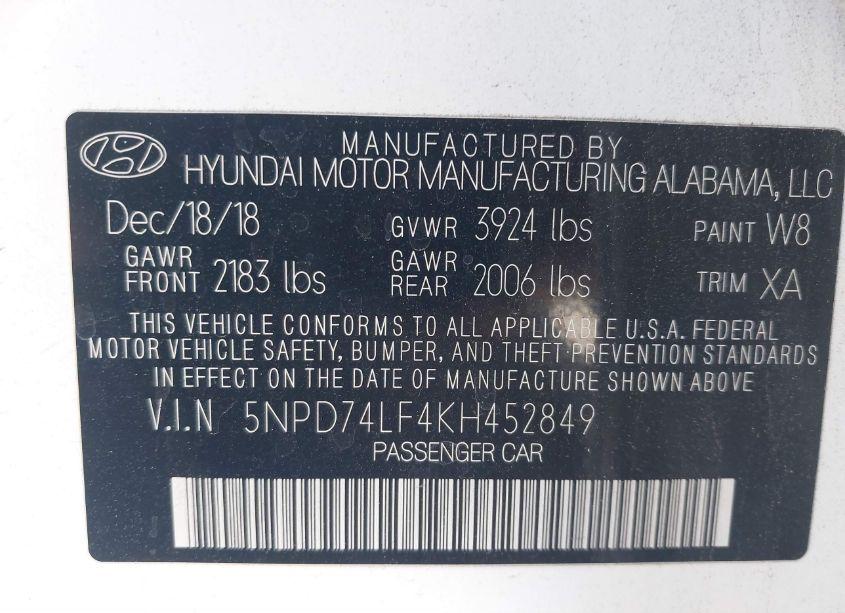 MANUFACTURED BY
HYUNDAI MOTOR MANUFACTURING ALABAMA, LLC
Dec/18/18 GVWR 3924 lbs PAINT W8
GAWR FRONT 2183 lbs GAWR REAR 2006 lbs TRIM XA
THIS VEHICLE CONFORMS TO ALL APPLICABLE U.S.A. FEDERAL
MOTOR VEHICLE SAFETY, BUMPER, AND THEFT PREVENTION STANDARDS
IN EFFECT ON THE DATE OF MANUFACTURE SHOWN ABOVE
V.I.N 5NPD74LF4KH452849
PASSENGER CAR